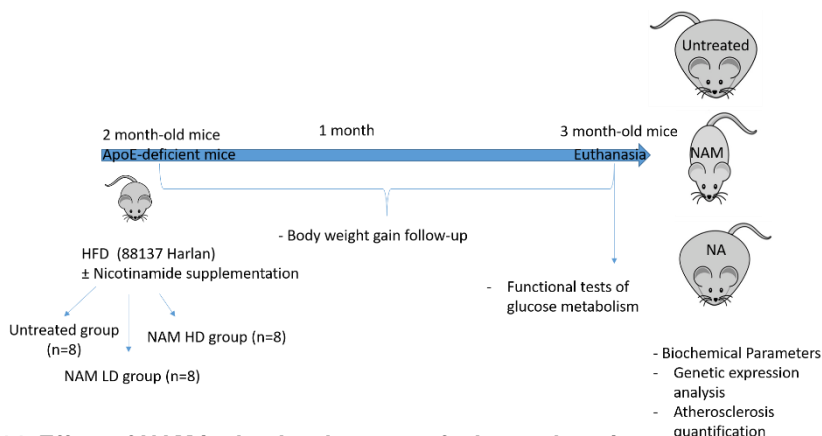 Untreated
2 month-old mice
1 month
3 month-old mice
ApoE-deficient mice
Euthanasia
NAM
- Body weight gain follow-up
HFD (88137 Harlan)
± Nicotinamide supplementation
NA
- Functional tests of
glucose metabolism
Untreated group
(n=8)
NAM HD group (n=8)
NAM LD group (n=8)
- Biochemical Parameters
- Genetic expression
analysis
- Atherosclerosis
quantification